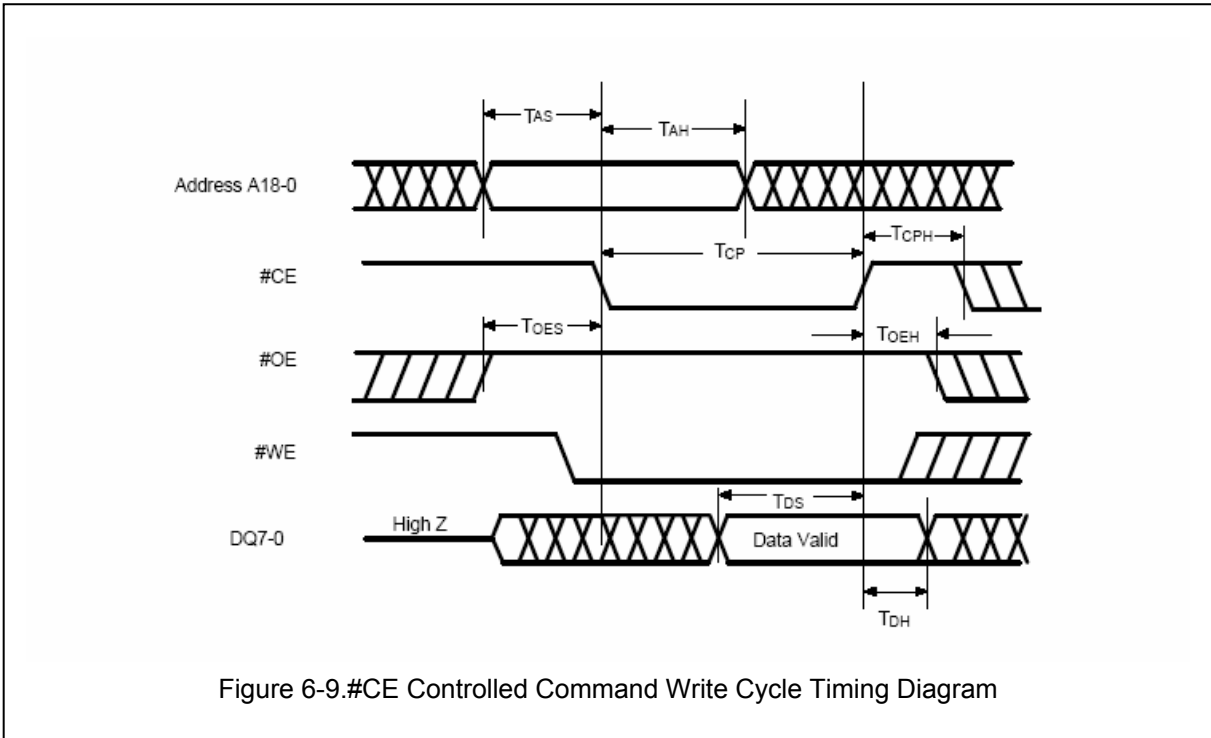 TAS
TAH
Address A18-0
TCPH
TCP
#CE
TOES
TOEH
#OE
#WE
TDS
High Z
DQ7-0
Data Valid
TDH
Figure 6-9.#CE Controlled Command Write Cycle Timing Diagram